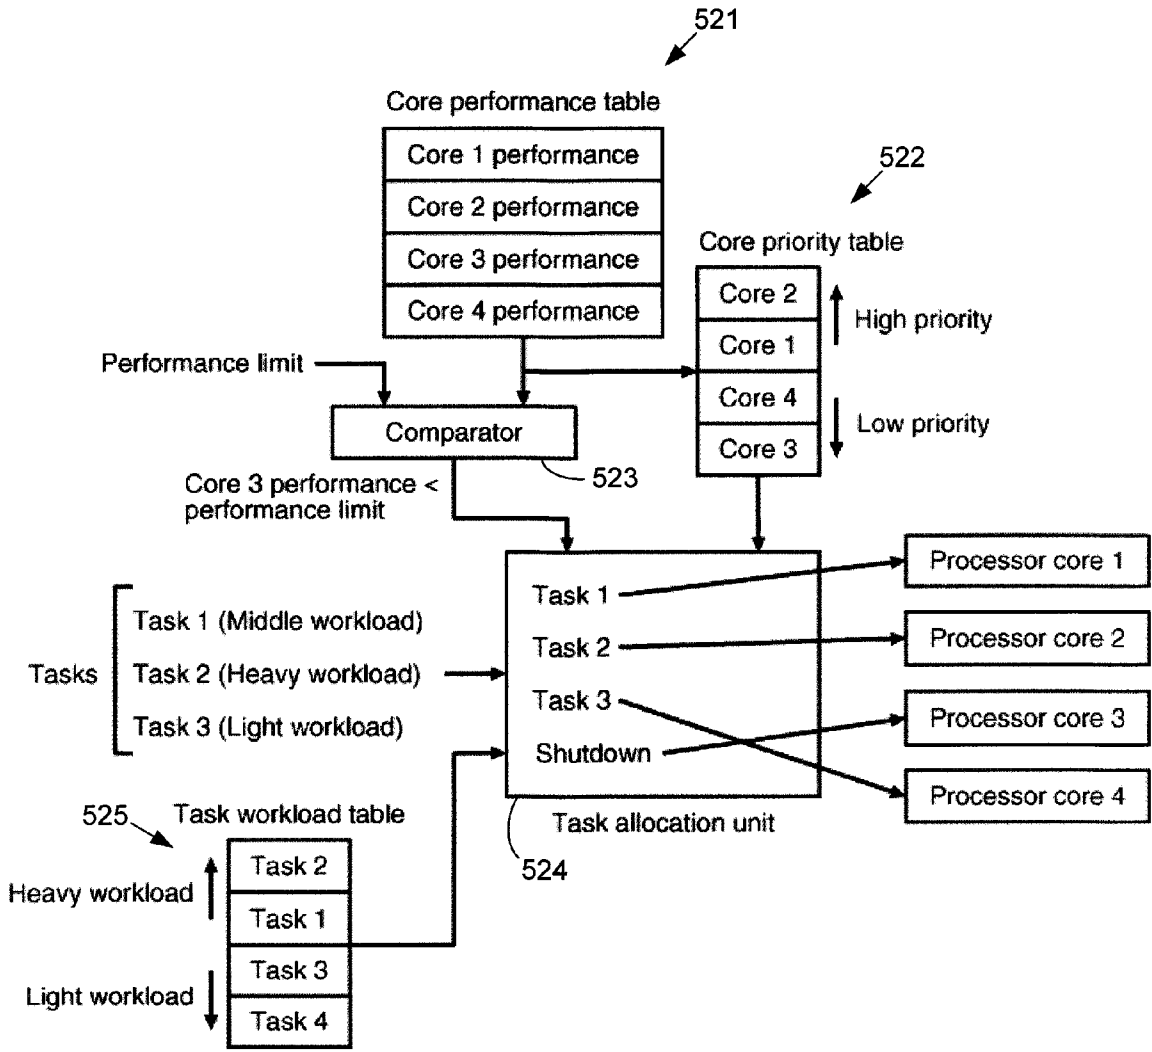 521
Core performance table
Core 1 performance
Core 2 performance
Core 3 performance
Core 4 performance
522
Core priority table
Core 2
Core 1
Core 4
Core 3
High priority
Low priority
Performance limit
Comparator
523
Core 3 performance <
performance limit
Tasks
Task 1 (Middle workload)
Task 2 (Heavy workload)
Task 3 (Light workload)
Task 1
Task 2
Task 3
Shutdown
Task allocation unit
524
Processor core 1
Processor core 2
Processor core 3
Processor core 4
525
Task workload table
Heavy workload
Light workload
Task 2
Task 1
Task 3
Task 4